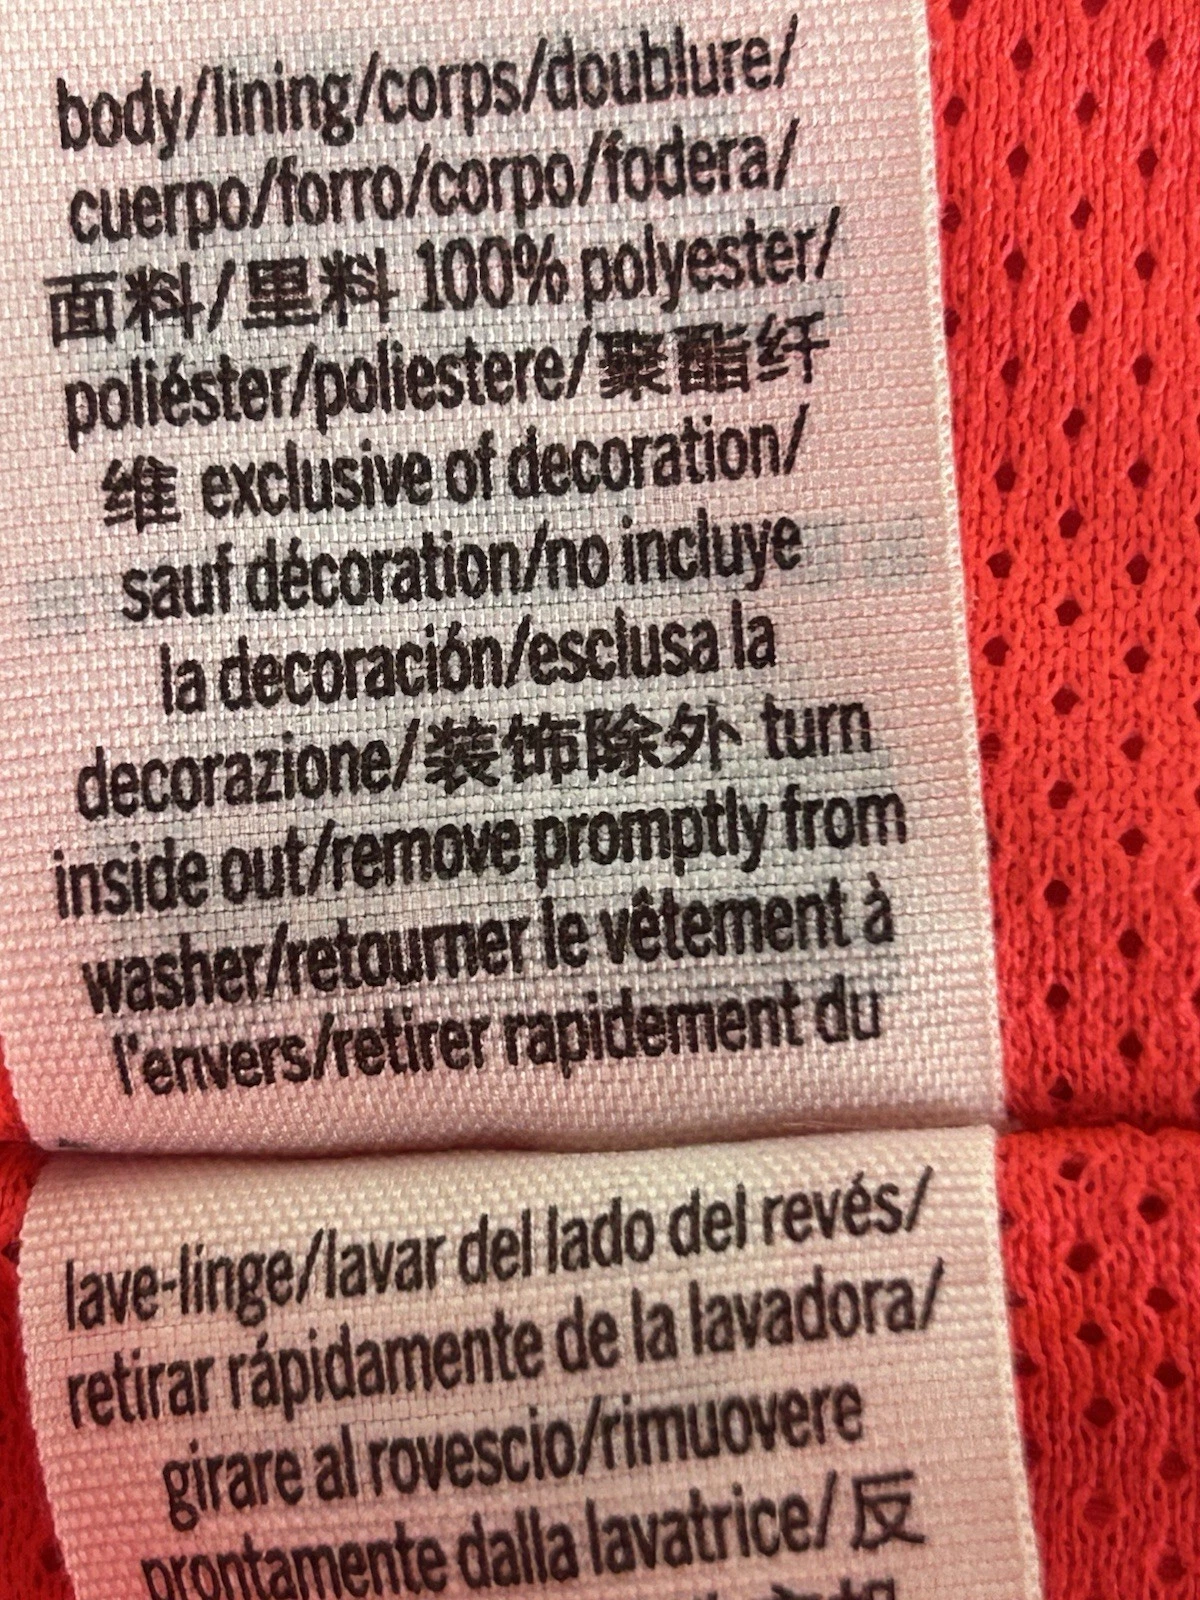 body/lining/corps/doublure/
cuerpo/forro/corpo/fodera/
面料/里料 100% polyester/
poliéster/poliestere/聚酯纤
维 exclusive of decoration/
sauf décoration/no incluye
la decoración/esclusa la
decorazione/装饰除外 turn
inside out/remove promptly from
washer/retourner le vêtement à
l'envers/retirer rapidement du
lave-linge/lavar del lado del revés/
retirar rápidamente de la lavadora/
girare al rovescio/rimuovere
prontamente dalla lavatrice/反